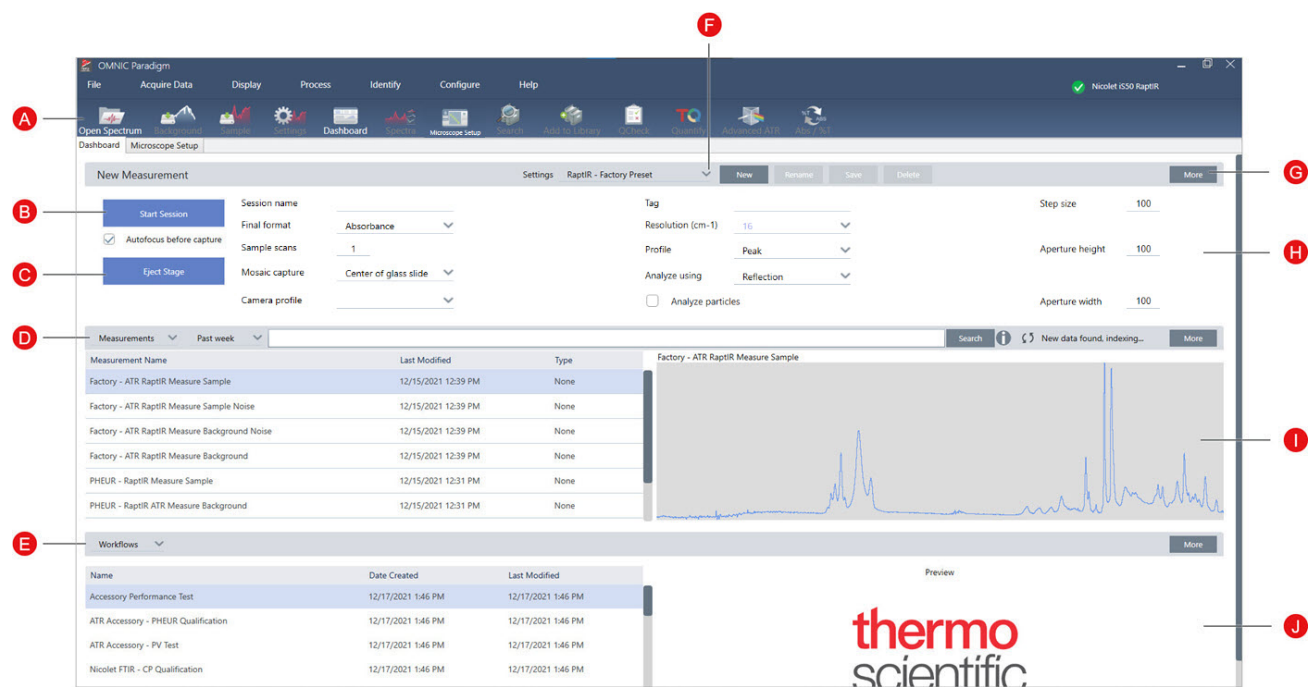 F
OMNIC Paradigm
File Acquire Data Display Process Identify Configure Help Nicolet iS50 RaptIR
A
Open Spectrum Background Sample Settings Dashboard Spectra Microscope Setup Search Add to Library QCheck Quantify Advanced ATR Abs / %T
Dashboard Microscope Setup
New Measurement Settings RaptIR - Factory Preset New Rename Save Delete More
G
B
Start Session Session name Tag Step size 100
Final format Absorbance Resolution (cm-1) 16
Autofocus before capture Sample scans 1 Profile Peak Aperture height 100
H
C
Eject Stage Mosaic capture Center of glass slide Analyze using Reflection
Camera profile Analyze particles Aperture width 100
D
Measurements Past week Search New data found, indexing... More
Measurement Name Last Modified Type Factory - ATR RaptIR Measure Sample
Factory - ATR RaptIR Measure Sample 12/15/2021 12:39 PM None
Factory - ATR RaptIR Measure Sample Noise 12/15/2021 12:39 PM None
Factory - ATR RaptIR Measure Background Noise 12/15/2021 12:39 PM None
I
Factory - ATR RaptIR Measure Background 12/15/2021 12:39 PM None
PHEUR - RaptIR Measure Sample 12/15/2021 12:31 PM None
PHEUR - RaptIR ATR Measure Background 12/15/2021 12:31 PM None
E
Workflows More
Name Date Created Last Modified Preview
Accessory Performance Test 12/17/2021 1:46 PM 12/17/2021 1:46 PM
ATR Accessory - PHEUR Qualification 12/17/2021 1:46 PM 12/17/2021 1:46 PM
J
ATR Accessory - PV Test 12/17/2021 1:46 PM 12/17/2021 1:46 PM
Nicolet FTIR - CP Qualification 12/17/2021 1:46 PM 12/17/2021 1:46 PM
thermo
scientific